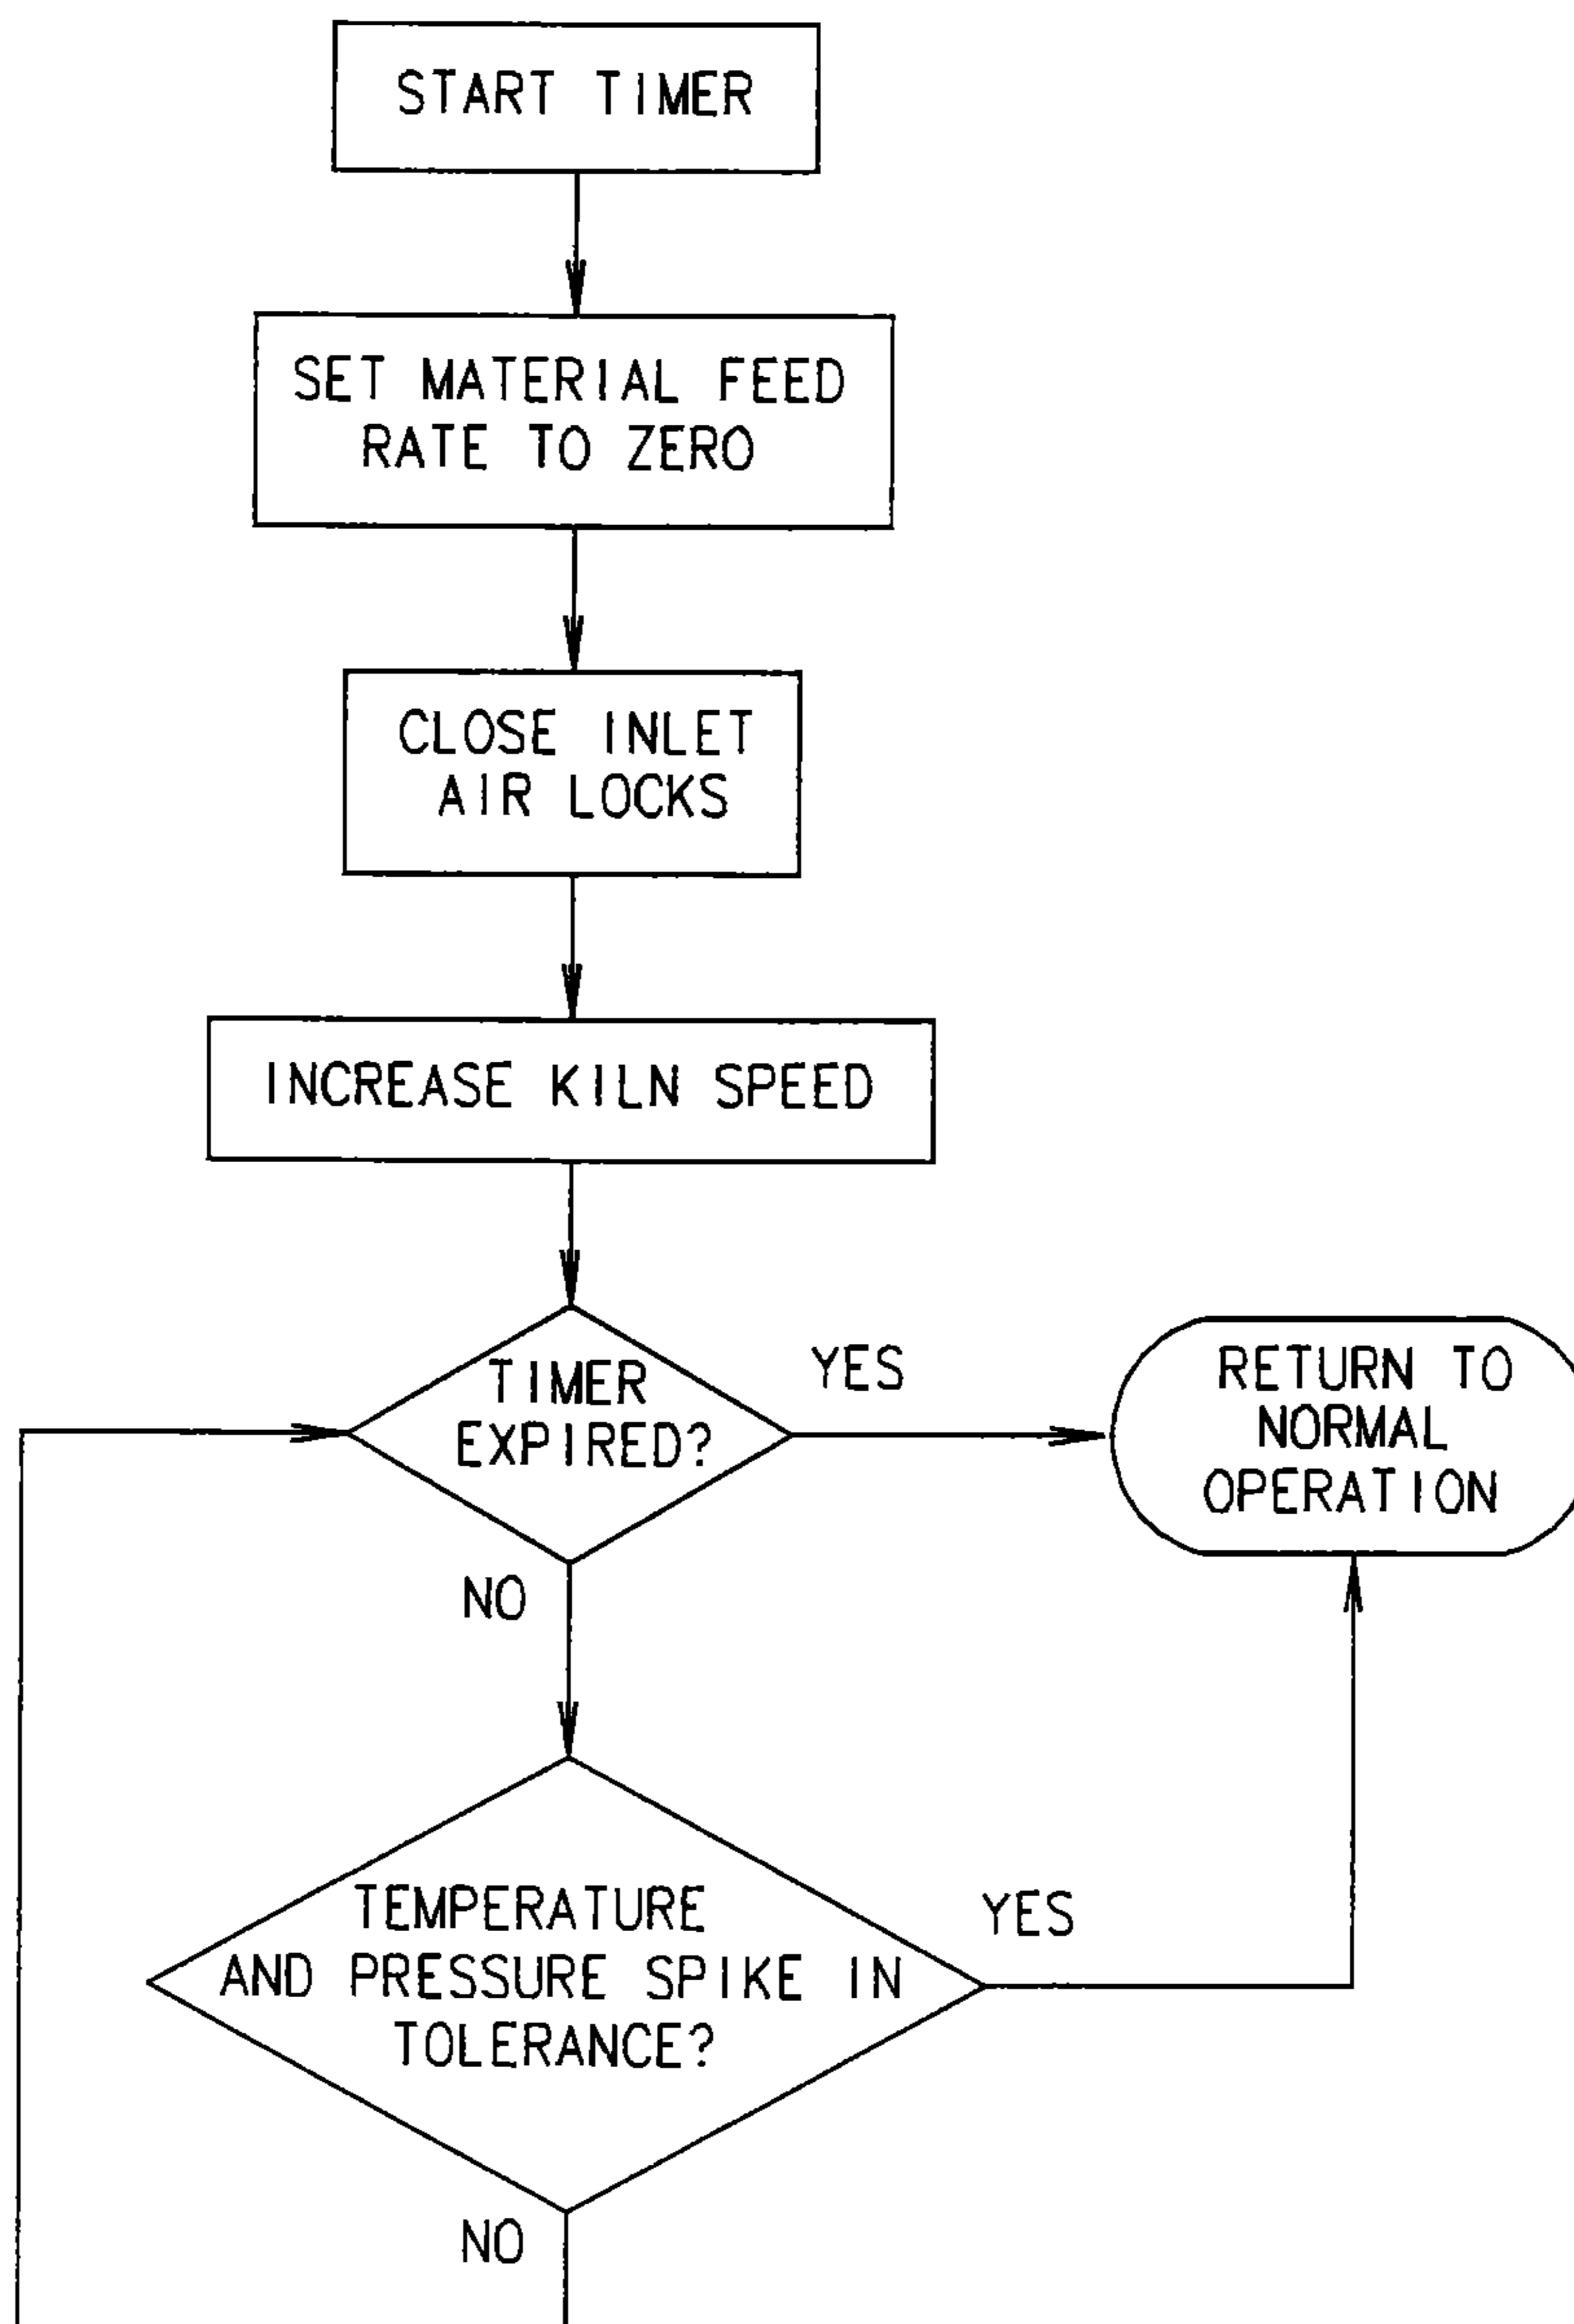 START TIMER
SET MATERIAL FEED
RATE TO ZERO
CLOSE INLET
AIR LOCKS
INCREASE KILN SPEED
TIMER
EXPIRED?
YES
RETURN TO
NORMAL
OPERATION
NO
TEMPERATURE
AND PRESSURE SPIKE IN
TOLERANCE?
YES
NO